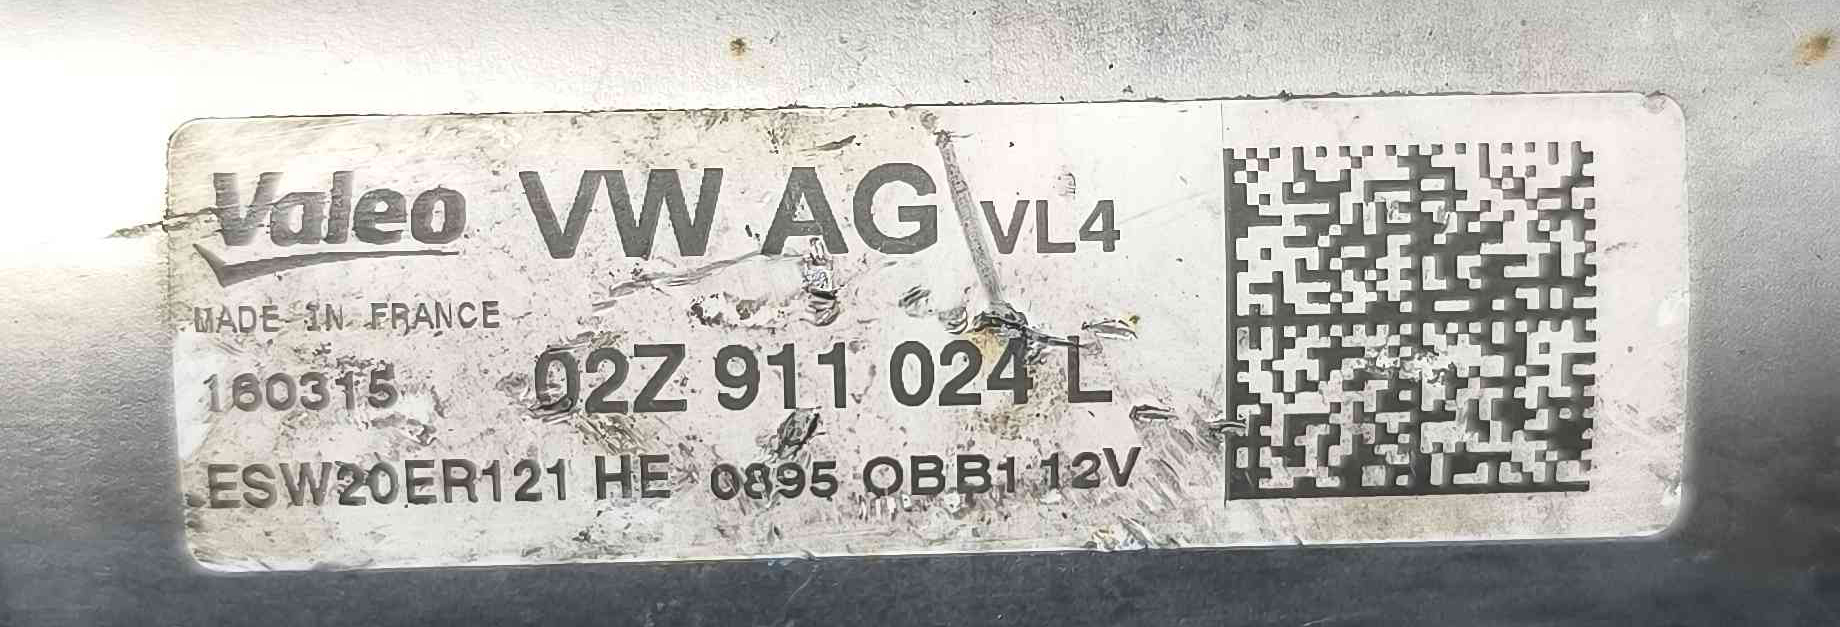 Valeo VW AG VL4
MADE IN FRANCE
160315 02Z 911 024 L
ESW20ER121 HE 0895 OBB1 12V